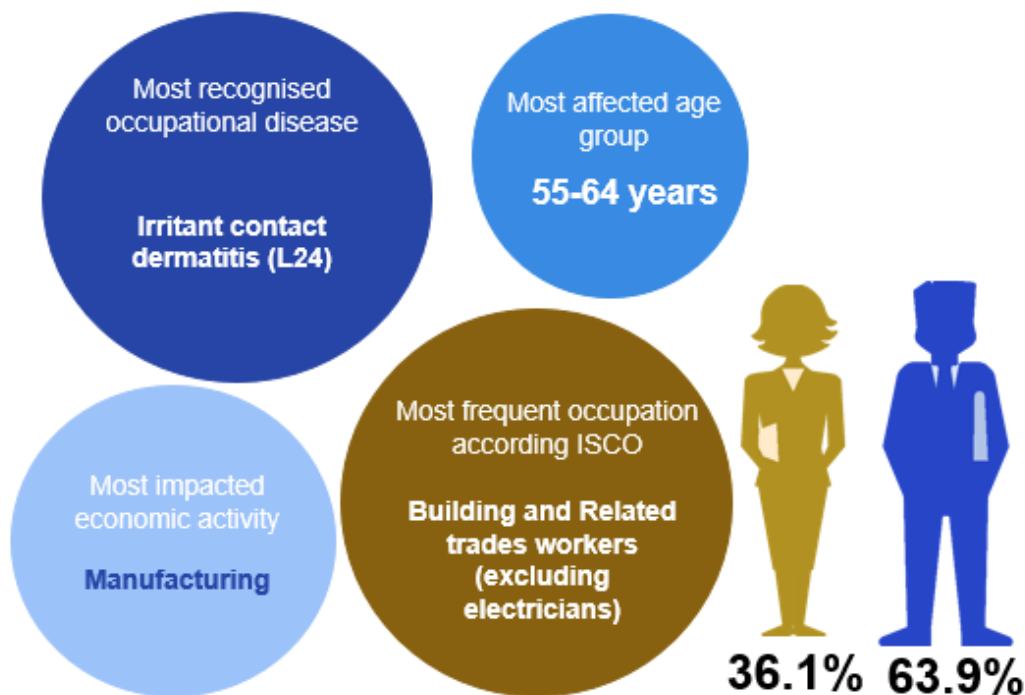 Most recognised
occupational disease
Irritant contact
dermatitis (L24)
Most affected age
group
55-64 years
Most impacted
economic activity
Manufacturing
Most frequent occupation
according ISCO
Building and Related
trades workers
(excluding
electricians)
36.1%
63.9%